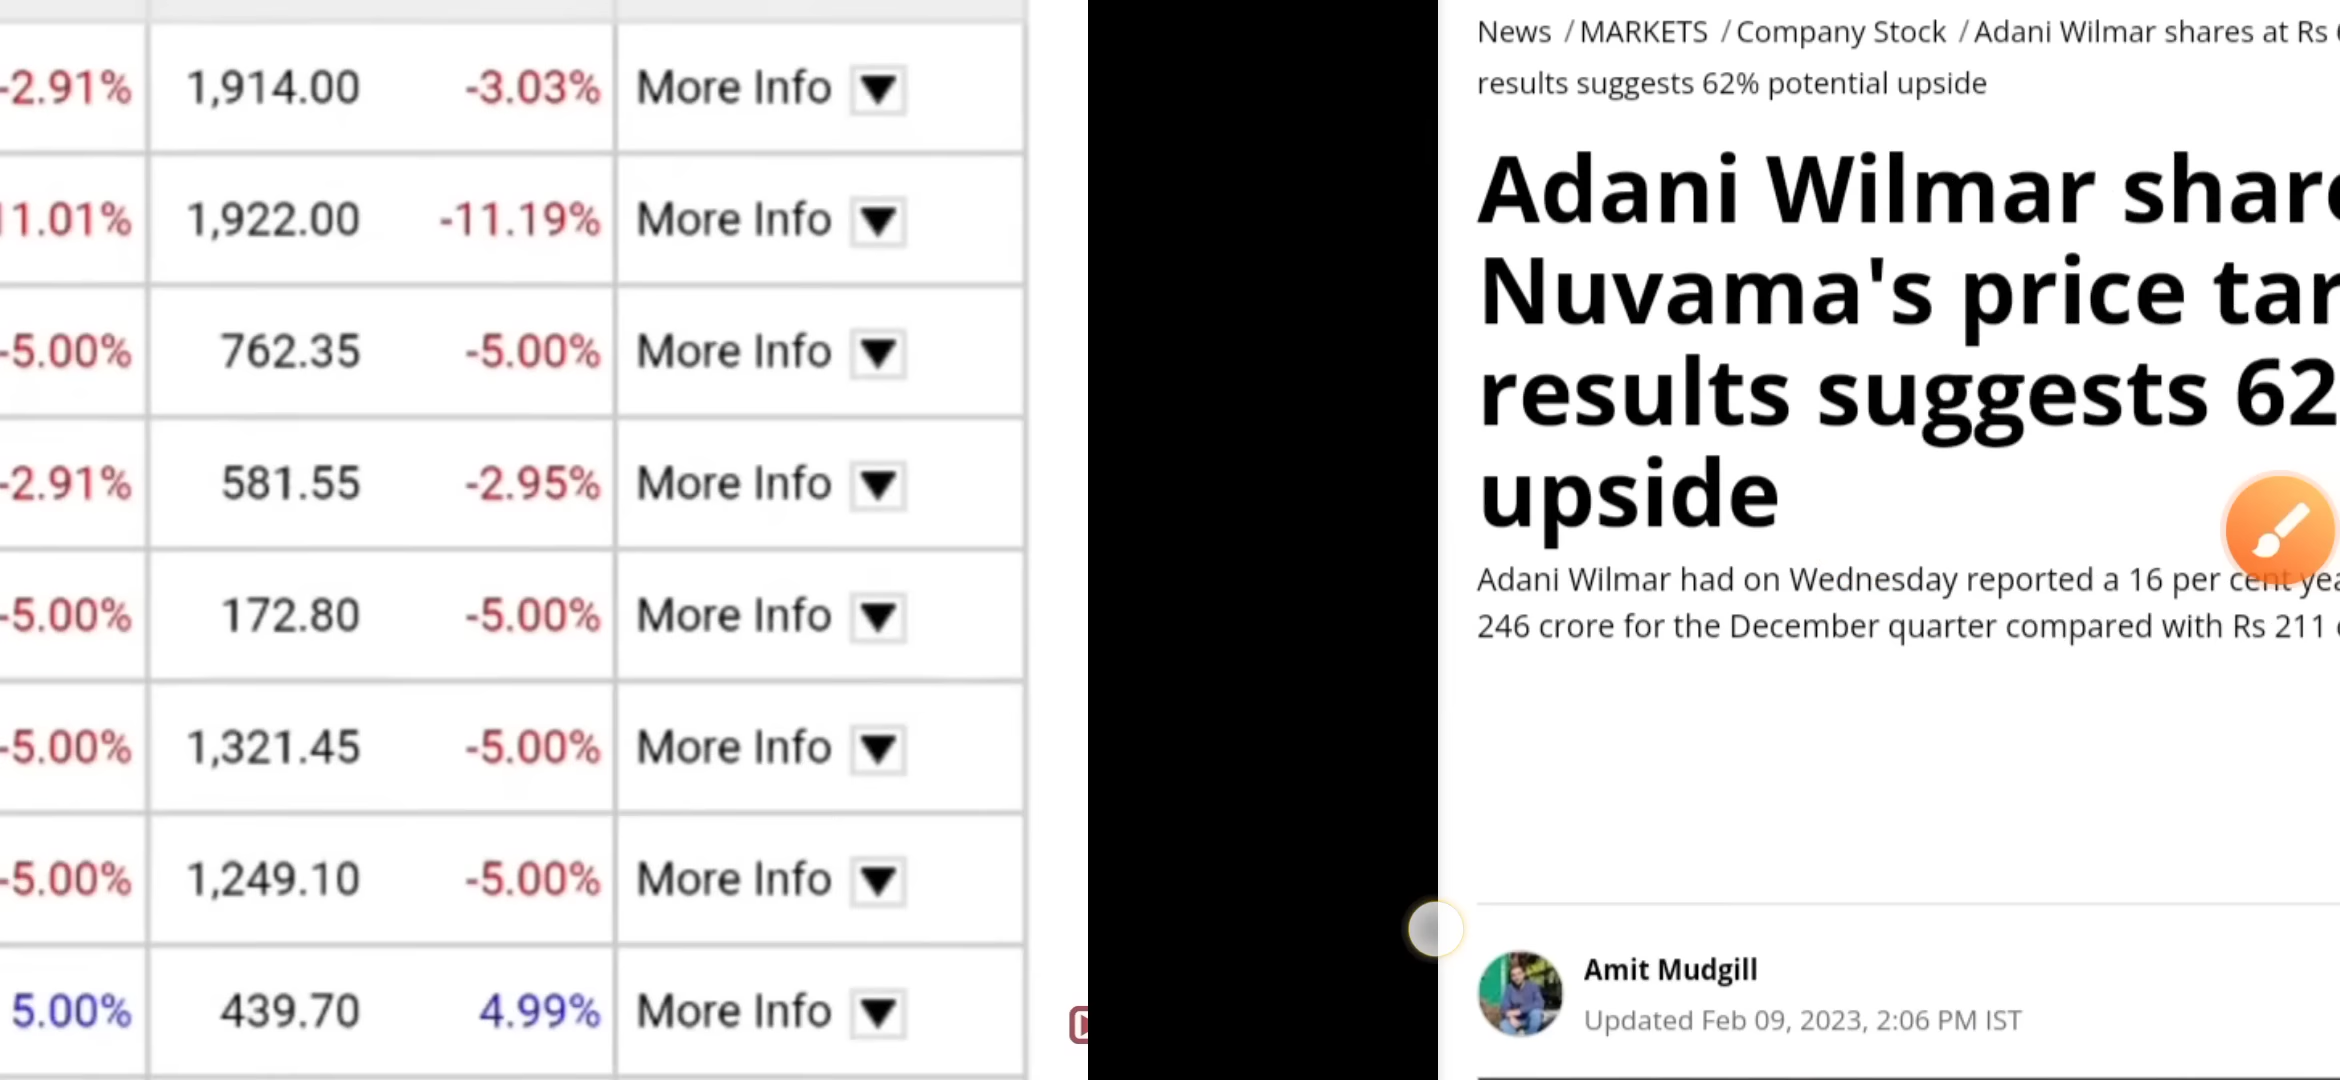 -2.91% 1,914.00 -3.03% More Info
11.01% 1,922.00 -11.19% More Info
-5.00% 762.35 -5.00% More Info
-2.91% 581.55 -2.95% More Info
-5.00% 172.80 -5.00% More Info
-5.00% 1,321.45 -5.00% More Info
-5.00% 1,249.10 -5.00% More Info
5.00% 439.70 4.99% More Info
News / MARKETS / Company Stock / Adani Wilmar shares at Rs
results suggests 62% potential upside
Adani Wilmar
Nuvama's price
results suggests 62
upside
Adani Wilmar had on Wednesday reported a 16 per cent
246 crore for the December quarter compared with Rs 211
Amit Mudgill
Updated Feb 09, 2023, 2:06 PM IST